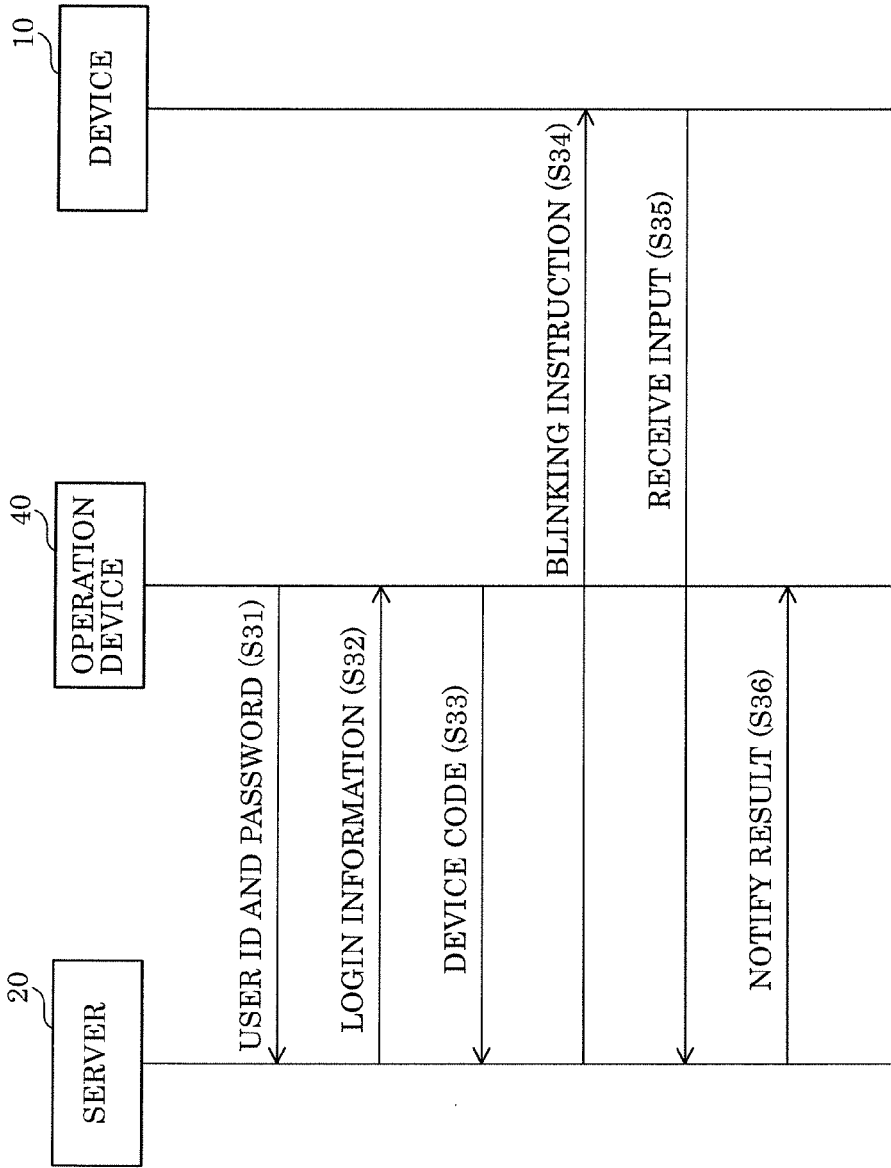 20
SERVER
40
OPERATION
DEVICE
10
DEVICE
USER ID AND PASSWORD (S31)
LOGIN INFORMATION (S32)
DEVICE CODE (S33)
BLINKING INSTRUCTION (S34)
RECEIVE INPUT (S35)
NOTIFY RESULT (S36)